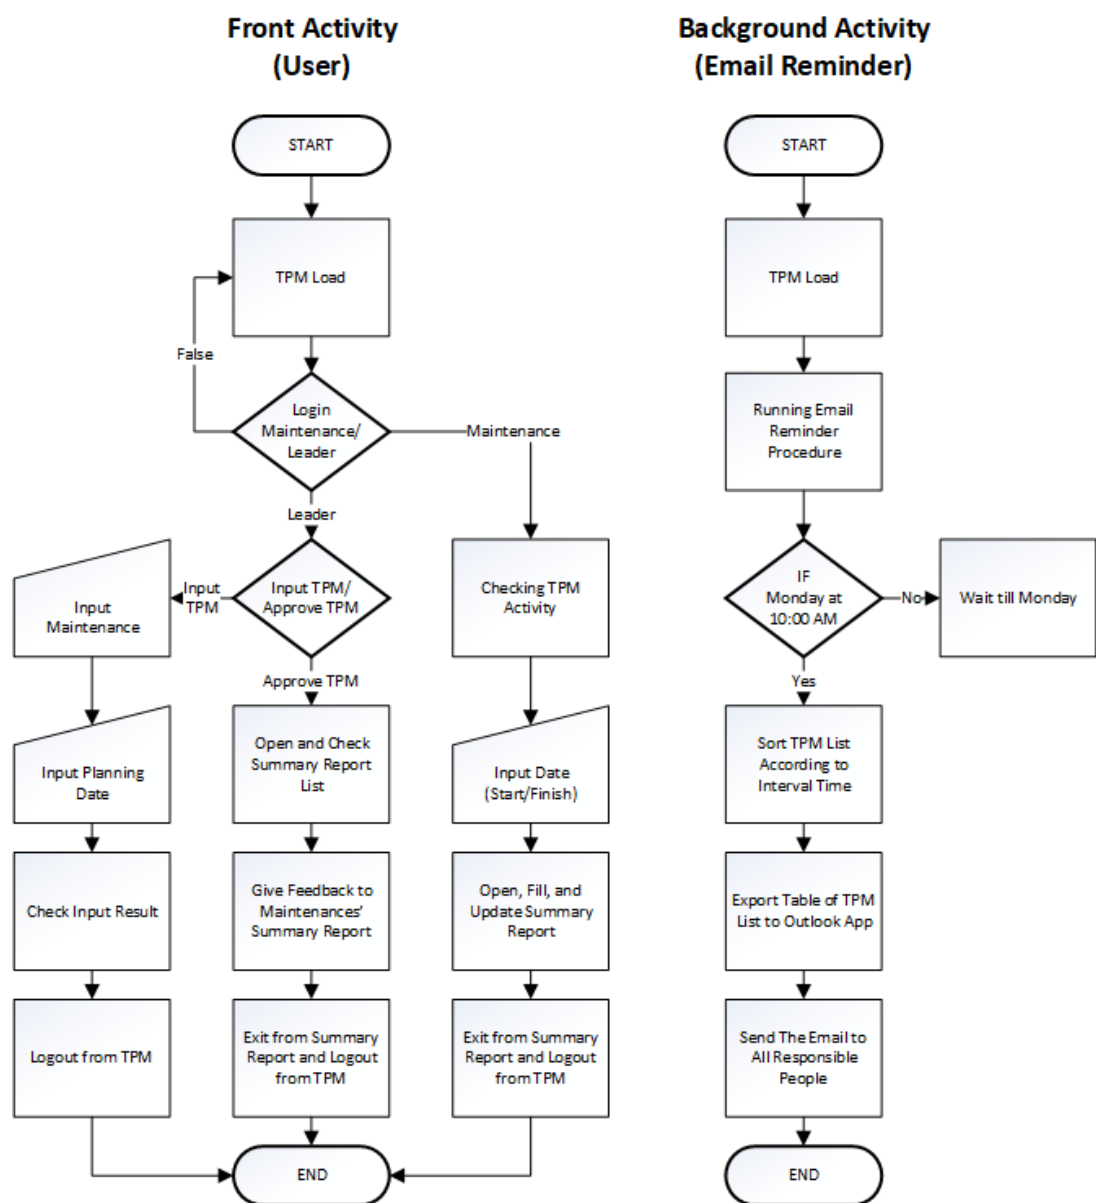 Front Activity
(User)
START
TPM Load
False
Login
Maintenance/
Leader
Maintenance
Leader
Input TPM/
Approve TPM
Input
TPM
Approve TPM
Input
Maintenance
Input Planning
Date
Check Input Result
Logout from TPM
Open and Check
Summary Report
List
Give Feedback to
Maintenances'
Summary Report
Exit from Summary
Report and Logout
from TPM
Checking TPM
Activity
Input Date
(Start/Finish)
Open, Fill, and
Update Summary
Report
Exit from Summary
Report and Logout
from TPM
END
Background Activity
(Email Reminder)
START
TPM Load
Running Email
Reminder
Procedure
IF
Monday at
10:00 AM
No
Wait till Monday
Yes
Sort TPM List
According to
Interval Time
Export Table of TPM
List to Outlook App
Send The Email to
All Responsible
People
END